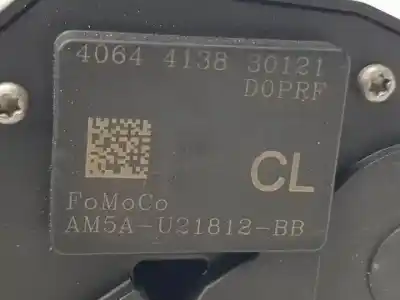 4064 4138 30121
D0PRF
CL
FoMoCo
AM5A-U21812-BB